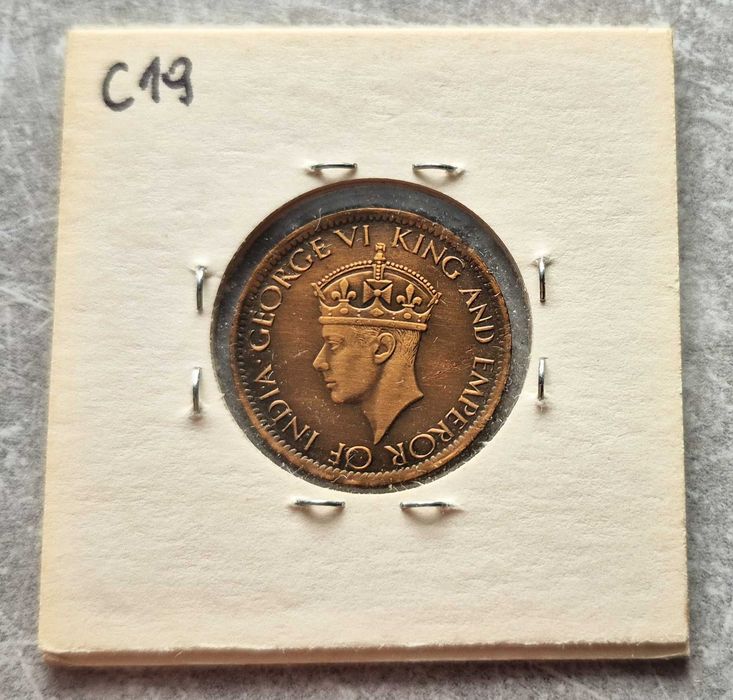 C19
GEORGE VI KING AND EMPEROR OF INDIA ·